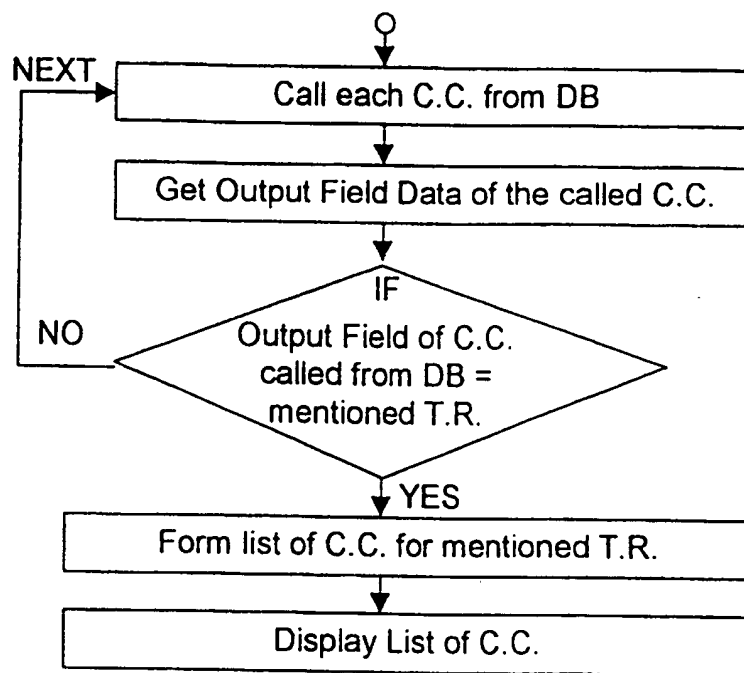 NEXT
Call each C.C. from DB
Get Output Field Data of the called C.C.
IF
NO
Output Field of C.C.
called from DB =
mentioned T.R.
YES
Form list of C.C. for mentioned T.R.
Display List of C.C.